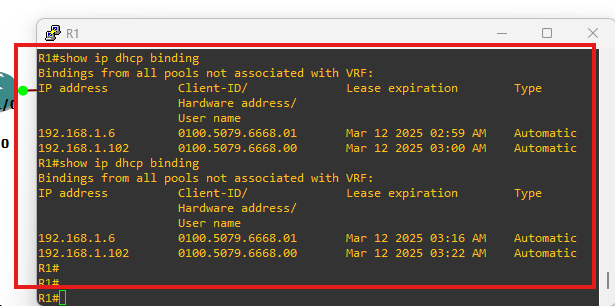 R1
R1#show ip dhcp binding
Bindings from all pools not associated with VRF:
IP address Client-ID/ Lease expiration Type
Hardware address/
User name
192.168.1.6 0100.5079.6668.01 Mar 12 2025 02:59 AM Automatic
192.168.1.102 0100.5079.6668.00 Mar 12 2025 03:00 AM Automatic
R1#show ip dhcp binding
Bindings from all pools not associated with VRF:
IP address Client-ID/ Lease expiration Type
Hardware address/
User name
192.168.1.6 0100.5079.6668.01 Mar 12 2025 03:16 AM Automatic
192.168.1.102 0100.5079.6668.00 Mar 12 2025 03:22 AM Automatic
R1#
R1#
R1#